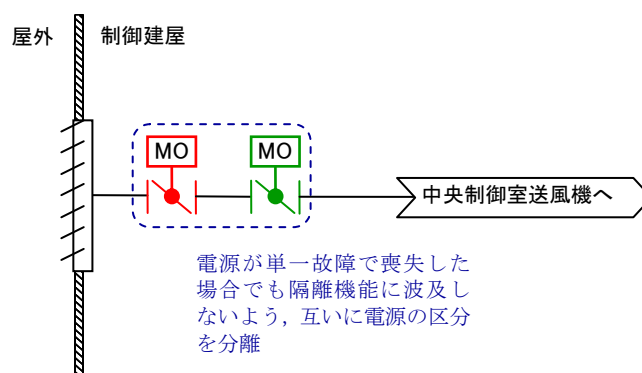 屋外
制御建屋
MO
MO
中央制御室送風機へ
電源が単一故障で喪失した
場合でも隔離機能に波及し
ないよう，互いに電源の区分
を分離